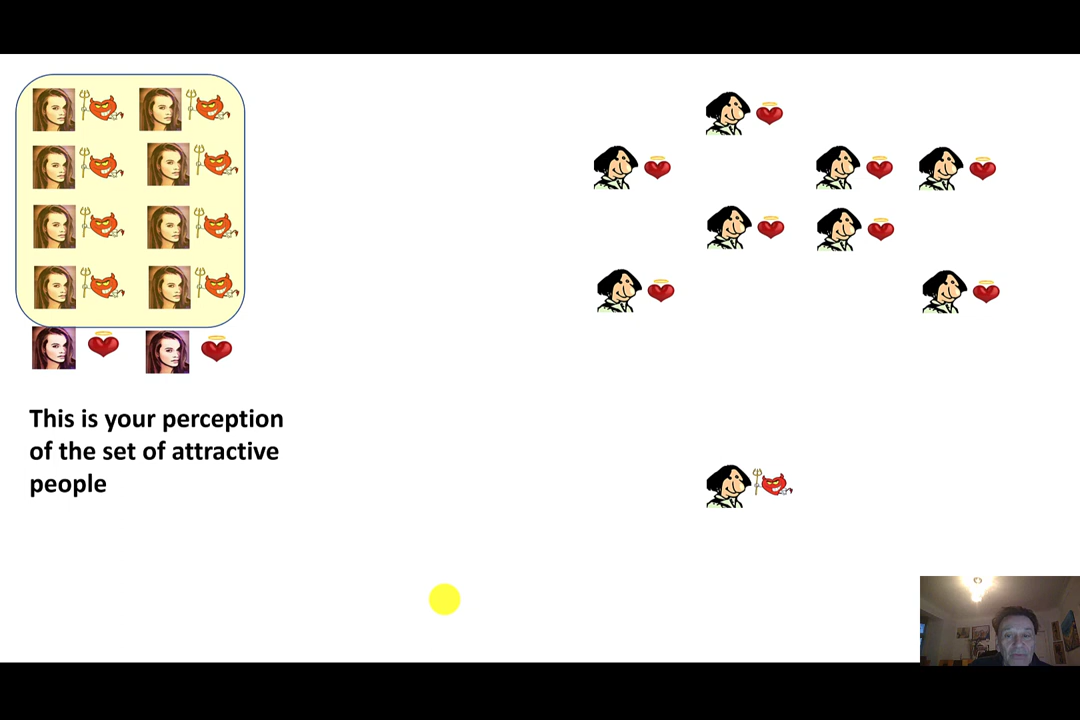 This is your perception
of the set of attractive
people